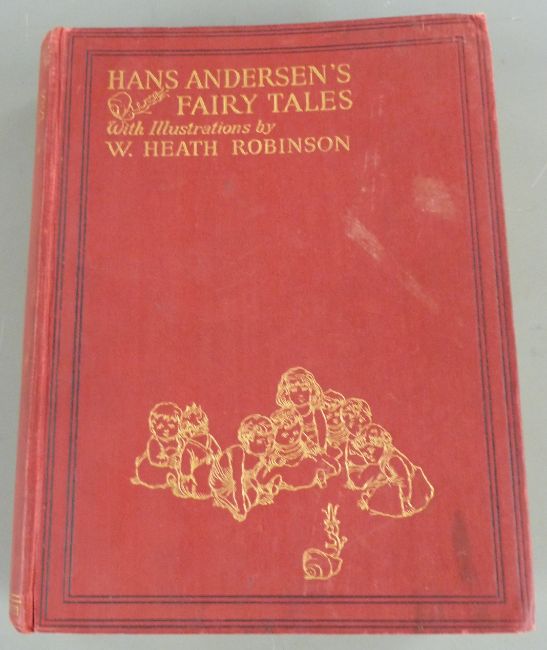 HANS ANDERSEN'S
FAIRY TALES
With Illustrations by
W. HEATH ROBINSON